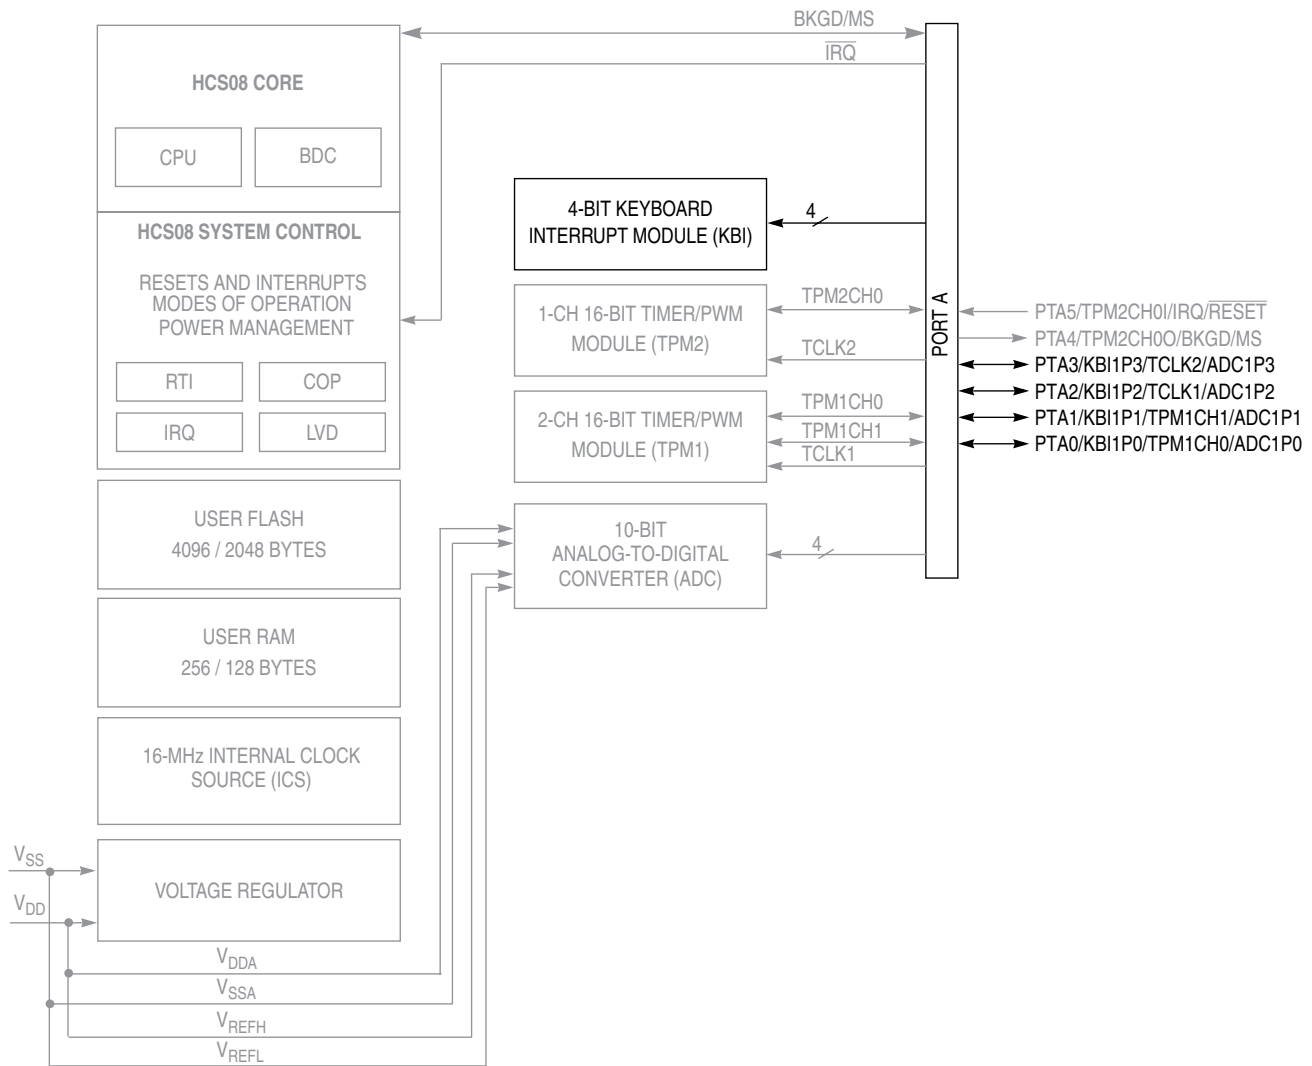 BKGD/MS
IRQ
HCS08 CORE
CPU
BDC
HCS08 SYSTEM CONTROL
RESETS AND INTERRUPTS
MODES OF OPERATION
POWER MANAGEMENT
RTI
COP
IRQ
LVD
USER FLASH
4096 / 2048 BYTES
USER RAM
256 / 128 BYTES
16-MHz INTERNAL CLOCK
SOURCE (ICS)
VOLTAGE REGULATOR
VSS
VDD
VDDA
VSSA
VREFH
VREFL
4-BIT KEYBOARD
INTERRUPT MODULE (KBI)
4
1-CH 16-BIT TIMER/PWM
MODULE (TPM2)
TPM2CH0
TCLK2
2-CH 16-BIT TIMER/PWM
MODULE (TPM1)
TPM1CH0
TPM1CH1
TCLK1
10-BIT
ANALOG-TO-DIGITAL
CONVERTER (ADC)
4
PORT A
PTA5/TPM2CH0I/IRQ/RESET
PTA4/TPM2CH0O/BKGD/MS
PTA3/KBI1P3/TCLK2/ADC1P3
PTA2/KBI1P2/TCLK1/ADC1P2
PTA1/KBI1P1/TPM1CH1/ADC1P1
PTA0/KBI1P0/TPM1CH0/ADC1P0